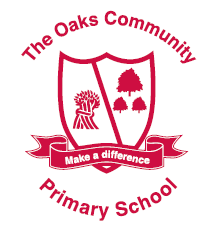 The Oaks Community
Make a difference
Primary School